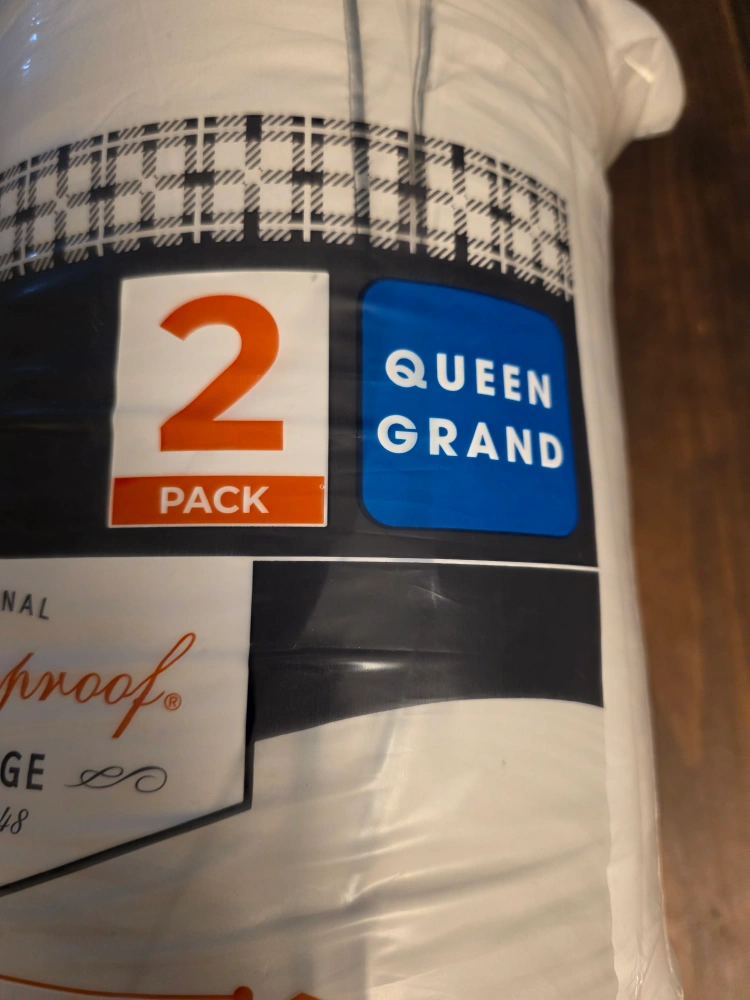 2
PACK
QUEEN
GRAND
NAL
proof®
GE
48